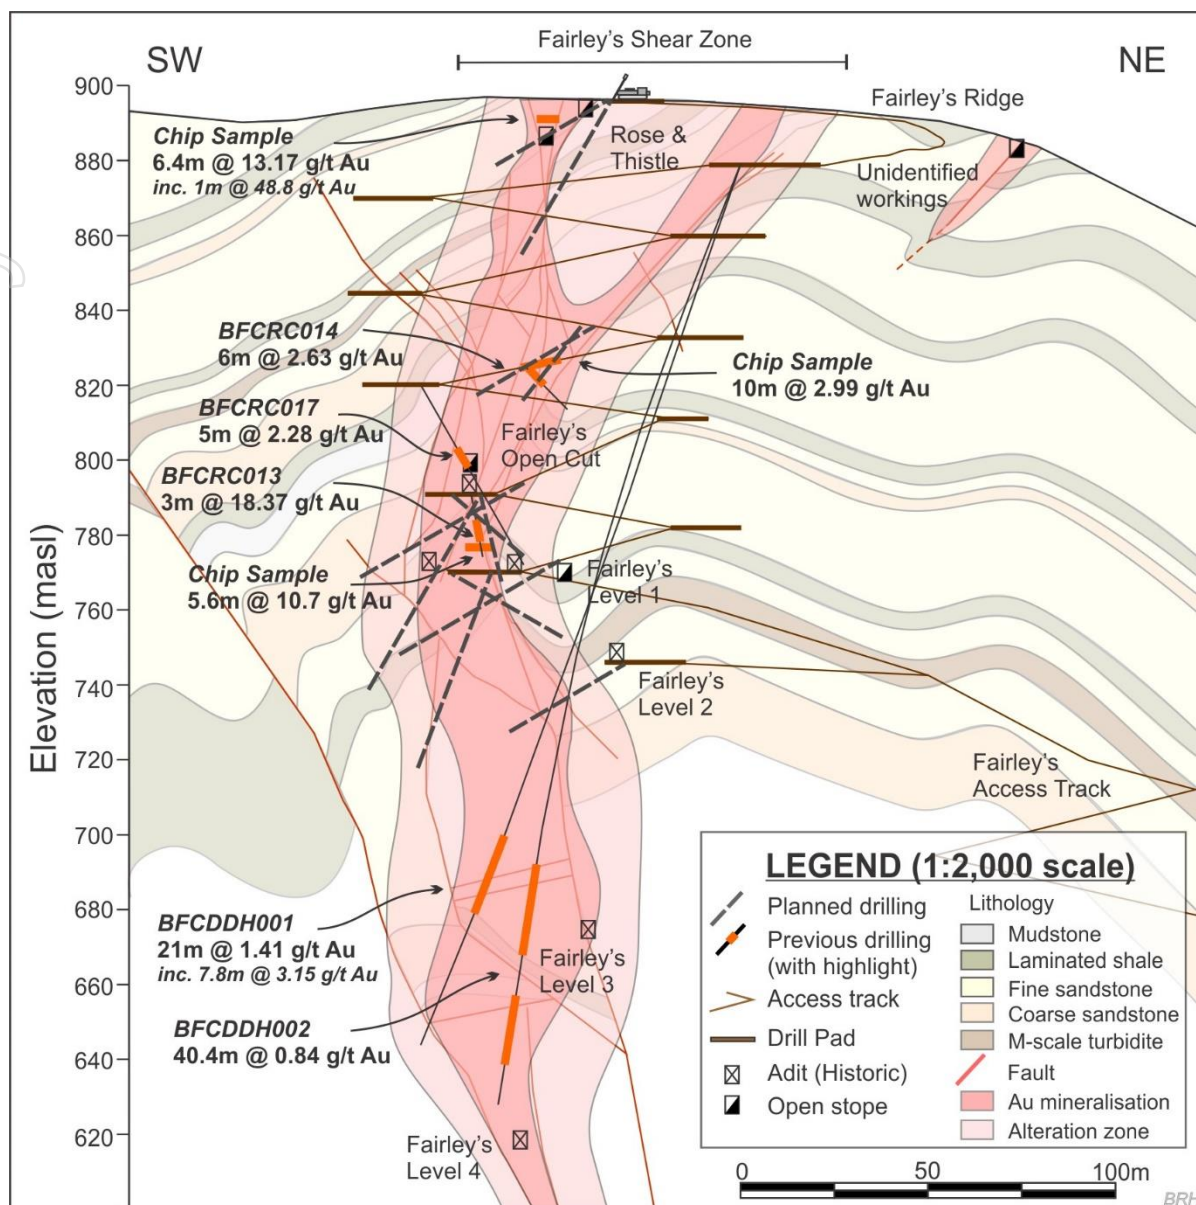 SW
Fairley's Shear Zone
NE
Elevation (masl)
900
880
860
840
820
800
780
760
740
720
700
680
660
640
620
Chip Sample
6.4m @ 13.17 g/t Au
inc. 1m @ 48.8 g/t Au
Rose &
Thistle
Fairley's Ridge
Unidentified
workings
BFCRC014
6m @ 2.63 g/t Au
Chip Sample
10m @ 2.99 g/t Au
BFCRC017
5m @ 2.28 g/t Au
Fairley's
Open Cut
BFCRC013
3m @ 18.37 g/t Au
Chip Sample
5.6m @ 10.7 g/t Au
Fairley's
Level 1
Fairley's
Level 2
Fairley's
Access Track
BFCDDH001
21m @ 1.41 g/t Au
inc. 7.8m @ 3.15 g/t Au
Fairley's
Level 3
BFCDDH002
40.4m @ 0.84 g/t Au
Fairley's
Level 4
LEGEND (1:2,000 scale)
Planned drilling
Previous drilling
(with highlight)
Access track
Drill Pad
Adit (Historic)
Open stope
Lithology
Mudstone
Laminated shale
Fine sandstone
Coarse sandstone
M-scale turbidite
Fault
Au mineralisation
Alteration zone
0 50 100m
BRH